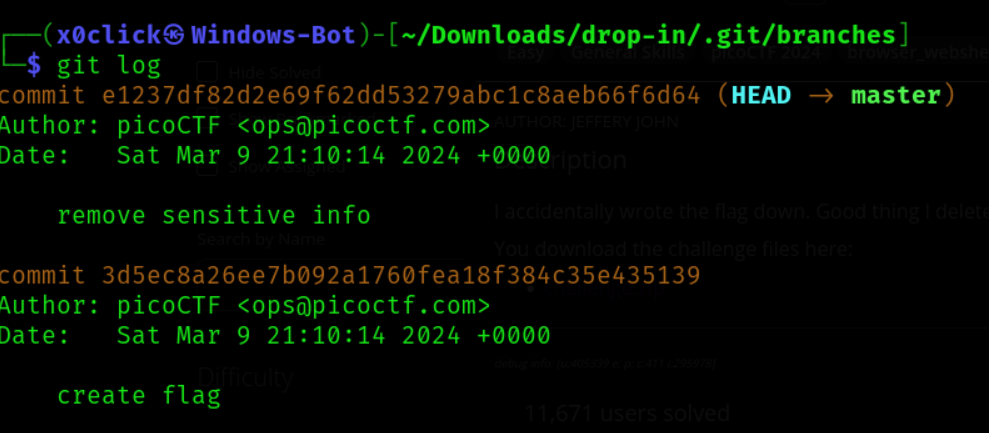 ┌──(x0click㉿Windows-Bot)-[~/Downloads/drop-in/.git/branches]
└─$ git log
commit e1237df82d2e69f62dd53279abc1c8aeb66f6d64 (HEAD → master)
Author: picoCTF <ops@picoctf.com>
Date:   Sat Mar 9 21:10:14 2024 +0000
    remove sensitive info
commit 3d5ec8a26ee7b092a1760fea18f384c35e435139
Author: picoCTF <ops@picoctf.com>
Date:   Sat Mar 9 21:10:14 2024 +0000
    create flag
Easy General Skills picoCTF 2024 browser_webshe
Hide Solved
AUTHOR: JEFFERY JOHN
Show Assigned
I accidentally wrote the flag down. Good thing I delete
Search by Name
You download the challenge files here:
Difficulty
11,671 users solved